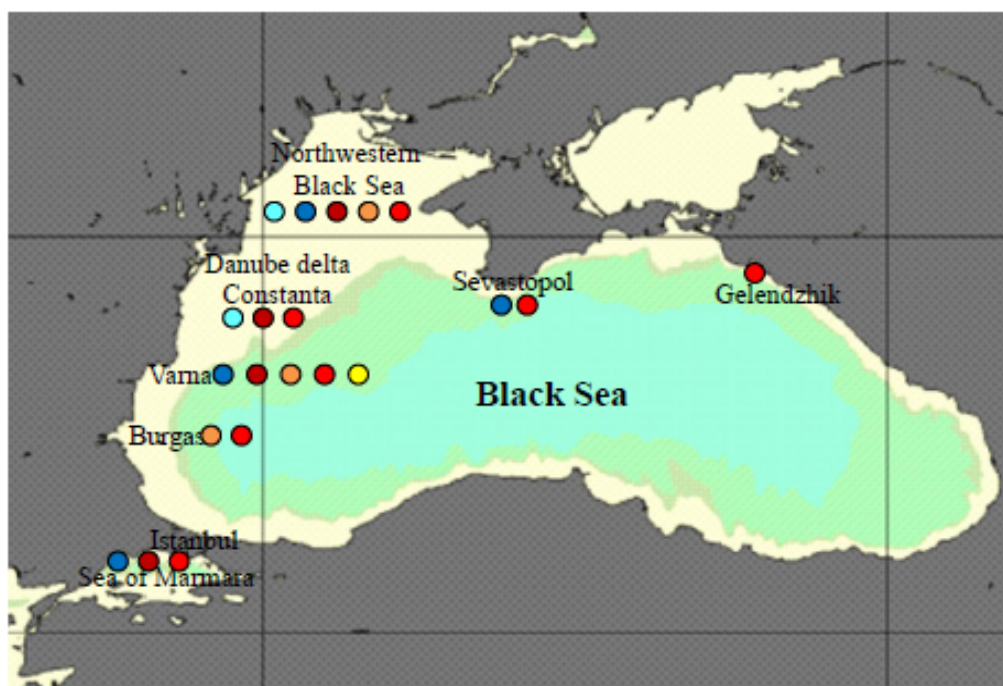 Northwestern
Black Sea
Danube delta
Constanta
Sevastopol
Gelendzhik
Varna
Black Sea
Burgas
Istanbul
Sea of Marmara